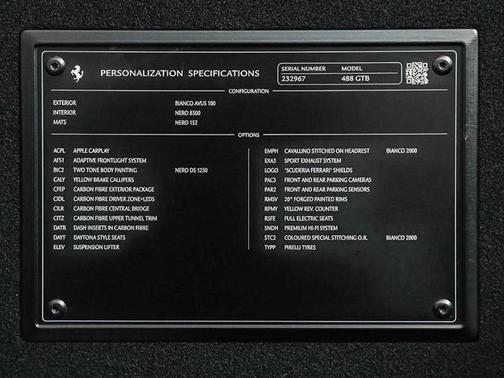 PERSONALIZATION SPECIFICATIONS
SERIAL NUMBER MODEL
232967 488 GTB
CONFIGURATION
EXTERIOR BIANCO AVUS 100
INTERIOR NERO 8500
MATS NERO 152
OPTIONS
ACPL APPLE CARPLAY
AFS1 ADAPTIVE FRONTLIGHT SYSTEM
BIC2 TWO TONE BODY PAINTING NERO DS 1250
CALY YELLOW BRAKE CALLIPERS
CFEP CARBON FIBRE EXTERIOR PACKAGE
CIDL CARBON FIBRE DRIVER ZONE+LEDS
CILR CARBON FIBRE CENTRAL BRIDGE
CITZ CARBON FIBRE UPPER TUNNEL TRIM
DATR DASH INSERTS IN CARBON FIBRE
DAYT DAYTONA STYLE SEATS
ELEV SUSPENSION LIFTER
EMPH CAVALLINO STITCHED ON HEADREST BIANCO 2000
EXA3 SPORT EXHAUST SYSTEM
LOGO "SCUDERIA FERRARI" SHIELDS
PAC3 FRONT AND REAR PARKING CAMERAS
PAR2 FRONT AND REAR PARKING SENSORS
RMSV 20" FORGED PAINTED RIMS
RPMY YELLOW REV. COUNTER
RSFE FULL ELECTRIC SEATS
SNDH PREMIUM HI-FI SYSTEM
STC2 COLOURED SPECIAL STITCHING O.R. BIANCO 2000
TYPP PIRELLI TYRES